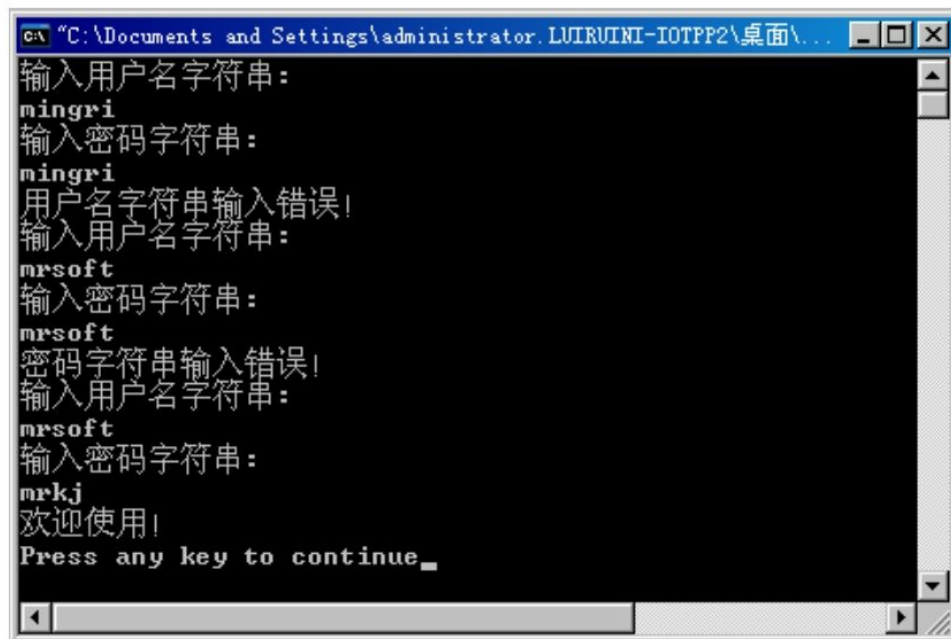 "C:\Documents and Settings\administrator.LUIRUINI-IOTPP2\桌面\...
输入用户名字符串:
mingri
输入密码字符串:
mingri
用户名字符串输入错误!
输入用户名字符串:
mrsoft
输入密码字符串:
mrsoft
密码字符串输入错误!
输入用户名字符串:
mrsoft
输入密码字符串:
mrkj
欢迎使用!
Press any key to continue_